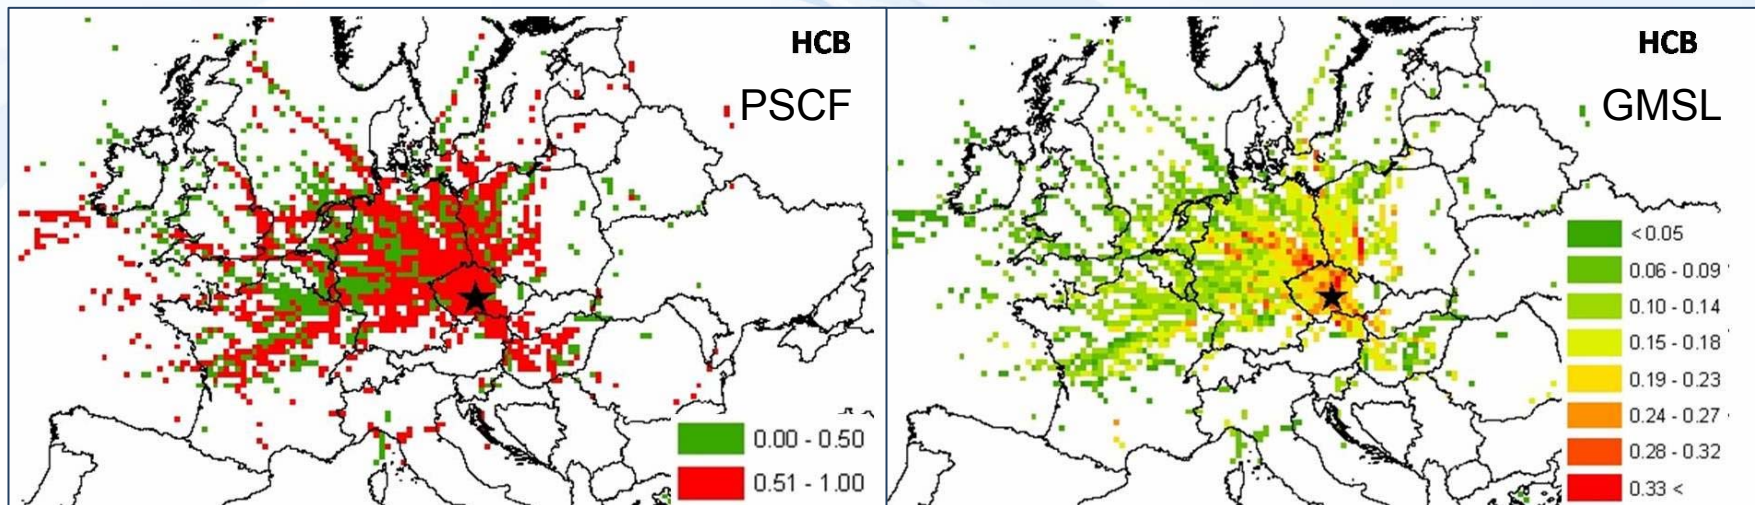 HCB
PSCF
0.00 - 0.50
0.51 - 1.00
HCB
GMSL
<0.05
0.06 - 0.09
0.10 - 0.14
0.15 - 0.18
0.19 - 0.23
0.24 - 0.27
0.28 - 0.32
0.33 <